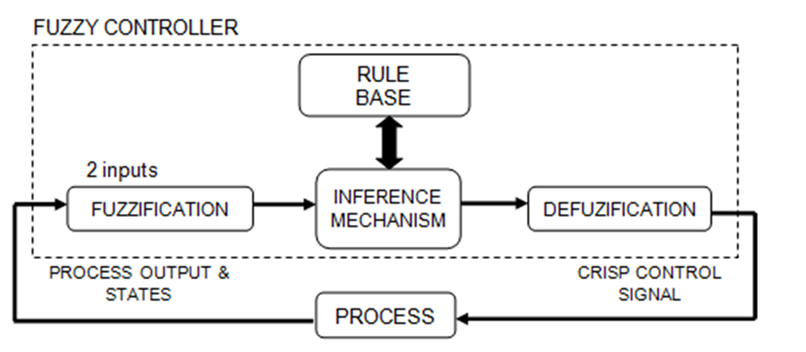 FUZZY CONTROLLER
RULE
BASE
2 inputs
FUZZIFICATION
INFERENCE
MECHANISM
DEFUZIFICATION
PROCESS OUTPUT &
STATES
CRISP CONTROL
SIGNAL
PROCESS